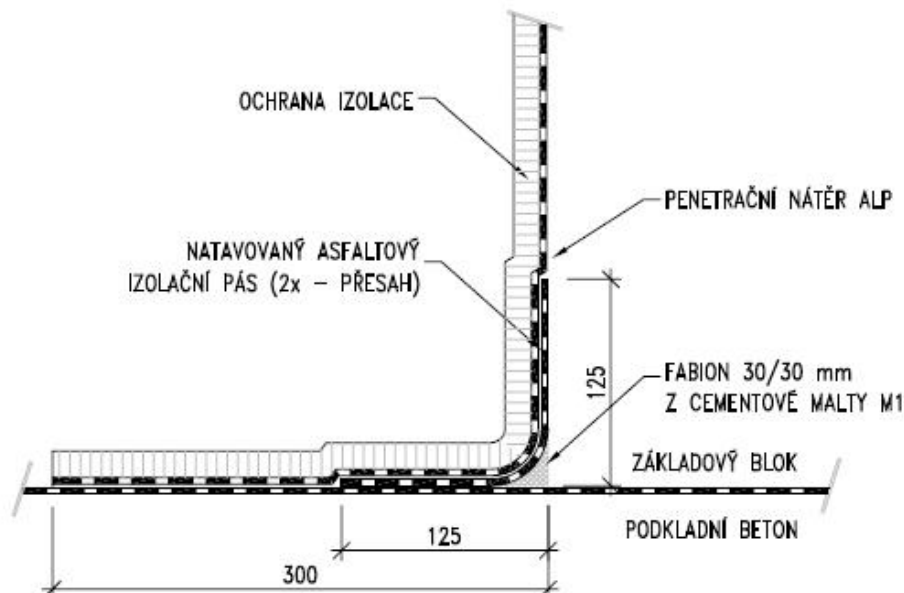 OCHRANA IZOLACE
PENETRAČNÍ NÁTĚR ALP
NATAVOVANÝ ASFALTOVÝ
IZOLAČNÍ PÁS (2x – PŘESAH)
125
FABION 30/30 mm
Z CEMENTOVÉ MALTY M1
ZÁKLADOVÝ BLOK
PODKLADNÍ BETON
125
300